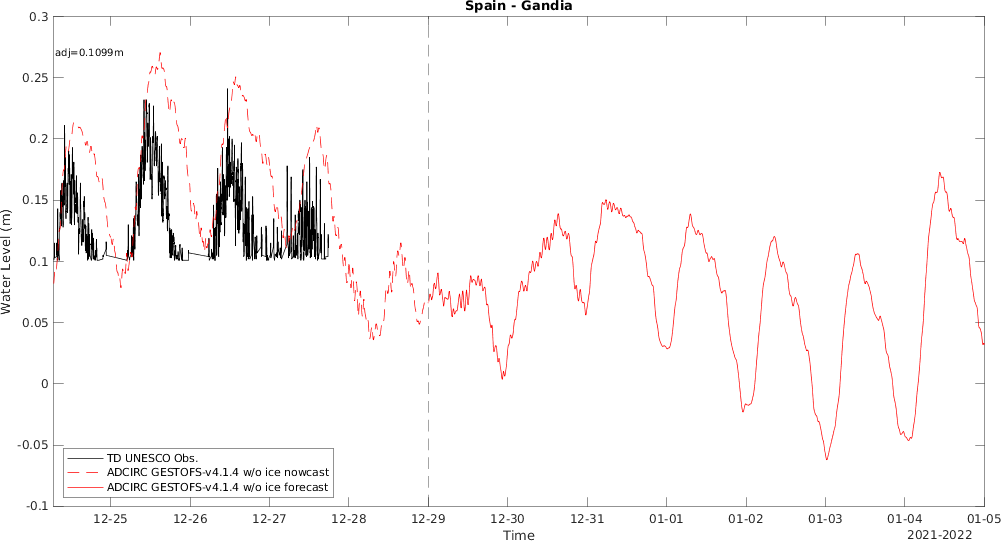 Spain - Gandia
0.3
adj=0.1099m
0.25
0.2
0.15
0.1
0.05
0
-0.05
-0.1
Water Level (m)
TD UNESCO Obs.
ADCIRC GESTOFS-v4.1.4 w/o ice nowcast
ADCIRC GESTOFS-v4.1.4 w/o ice forecast
12-25 12-26 12-27 12-28 12-29 12-30 12-31 01-01 01-02 01-03 01-04 01-05
Time
2021-2022